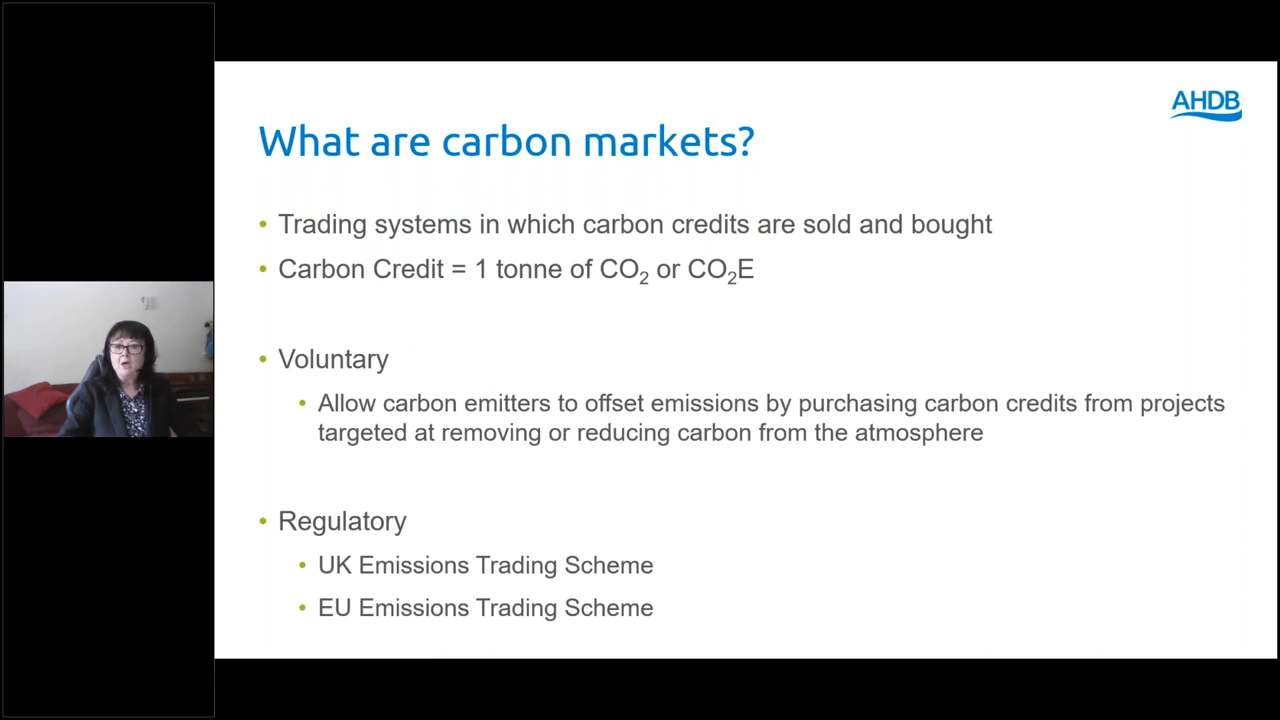 AHDB
What are carbon markets?
• Trading systems in which carbon credits are sold and bought
• Carbon Credit = 1 tonne of CO₂ or CO₂E
• Voluntary
• Allow carbon emitters to offset emissions by purchasing carbon credits from projects
targeted at removing or reducing carbon from the atmosphere
• Regulatory
• UK Emissions Trading Scheme
• EU Emissions Trading Scheme